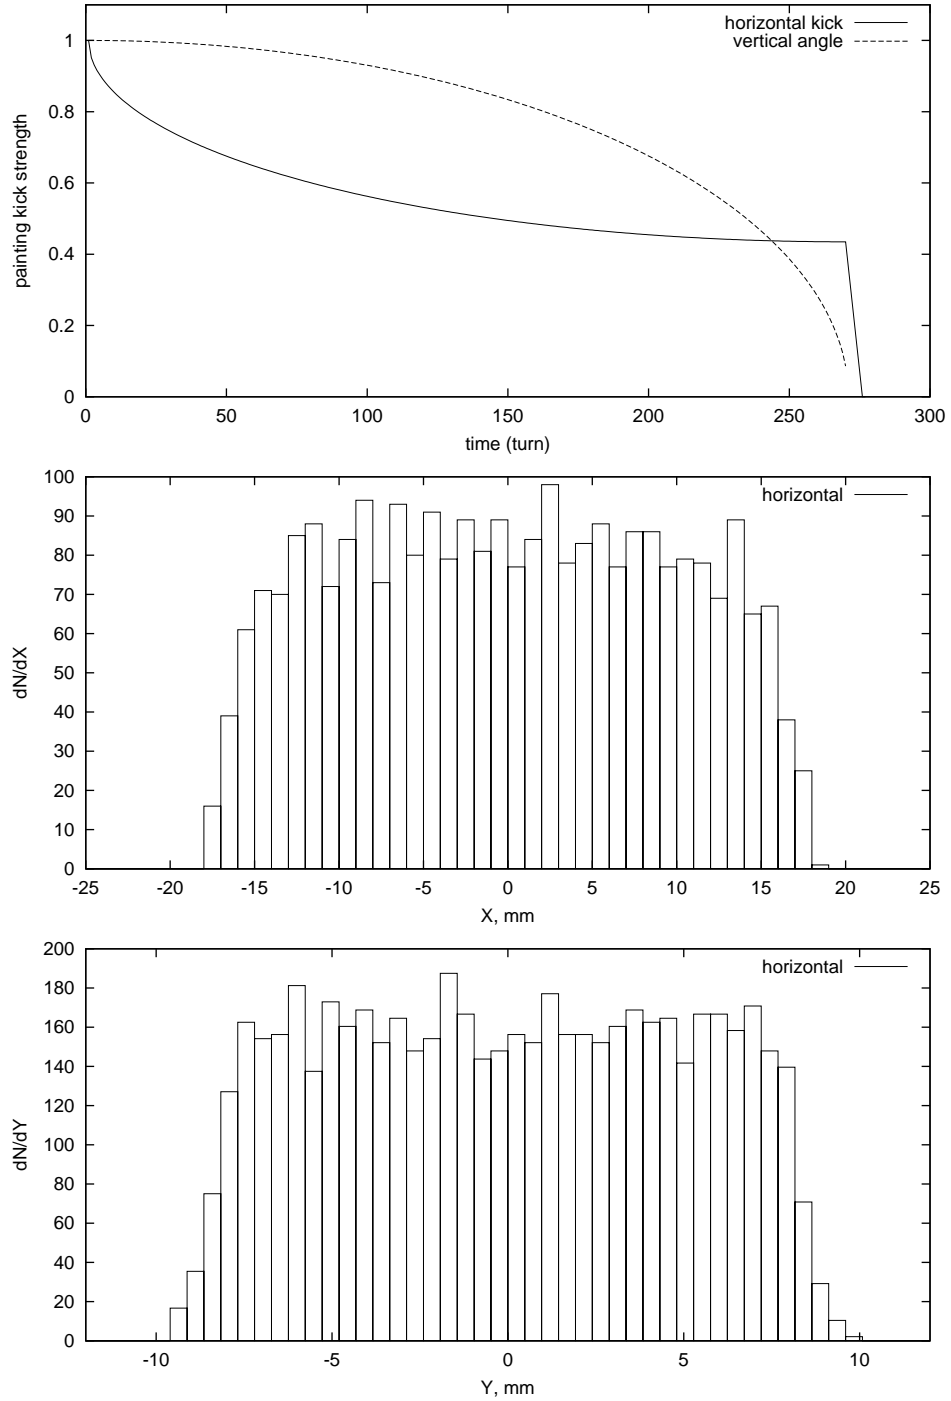 horizontal kick
vertical angle
painting kick strength
1
0.8
0.6
0.4
0.2
0
0 50 100 150 200 250 300
time (turn)
horizontal
dN/dX
100
90
80
70
60
50
40
30
20
10
0
-25 -20 -15 -10 -5 0 5 10 15 20 25
X, mm
horizontal
dN/dY
200
180
160
140
120
100
80
60
40
20
0
-10 -5 0 5 10
Y, mm